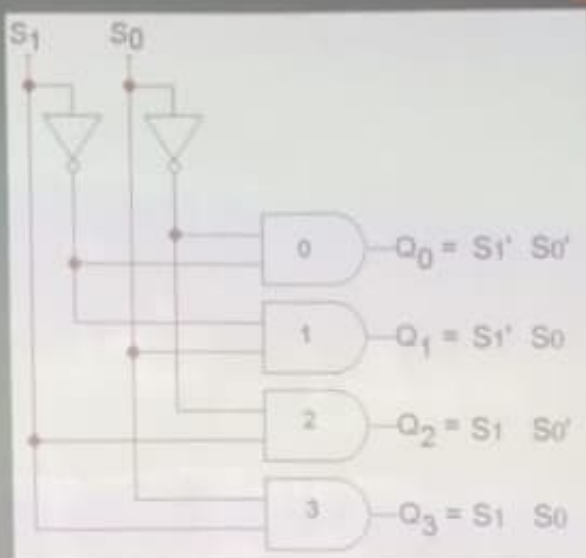 S1 S0
0 Q0 = S1' S0'
1 Q1 = S1' S0
2 Q2 = S1 S0'
3 Q3 = S1 S0